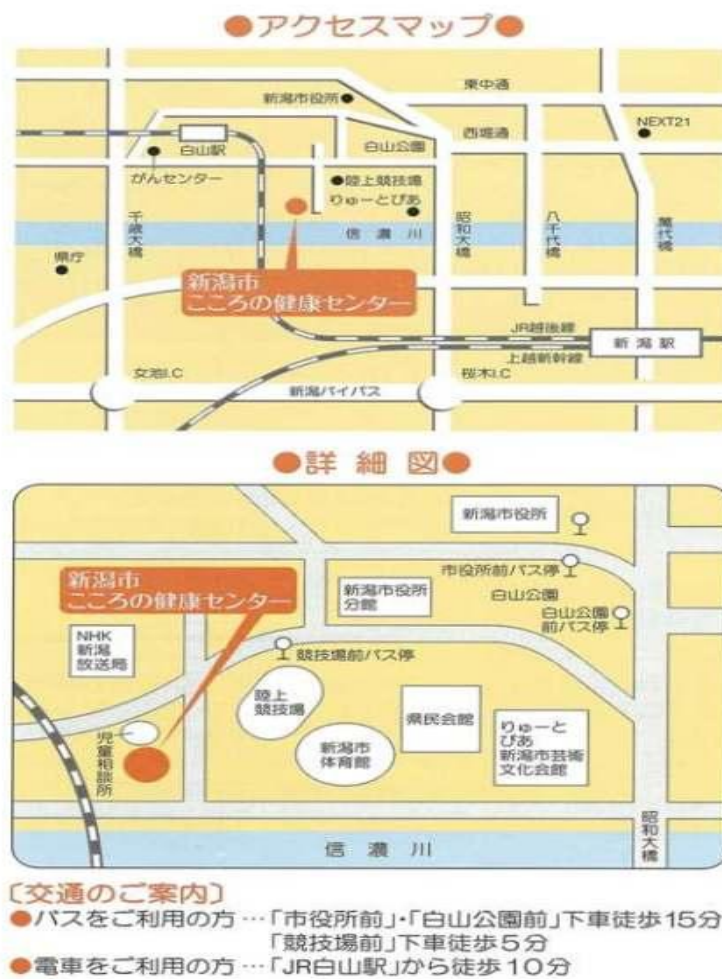 ●アクセスマップ●
東中通
新潟市役所
NEXT21
西堀通
白山駅
白山公園
がんセンター
陸上競技場
りゅーとぴあ
千歳大橋
信濃川
昭和大橋
八千代橋
萬代橋
県庁
新潟市
こころの健康センター
JR越後線
新潟駅
上越新幹線
女池I.C
桜木I.C
新潟バイパス
●詳細図●
新潟市役所
市役所前バス停
新潟市
こころの健康センター
新潟市役所
分館
白山公園
白山公園
前バス停
NHK
新潟
放送局
競技場前バス停
陸上
競技場
県民会館
りゅーと
ぴあ
新潟市芸術
文化会館
新潟市
体育館
児童相談所
昭和大橋
信濃川
〔交通のご案内〕
●バスをご利用の方…「市役所前」・「白山公園前」下車徒歩15分
「競技場前」下車徒歩5分
●電車をご利用の方…「JR白山駅」から徒歩10分